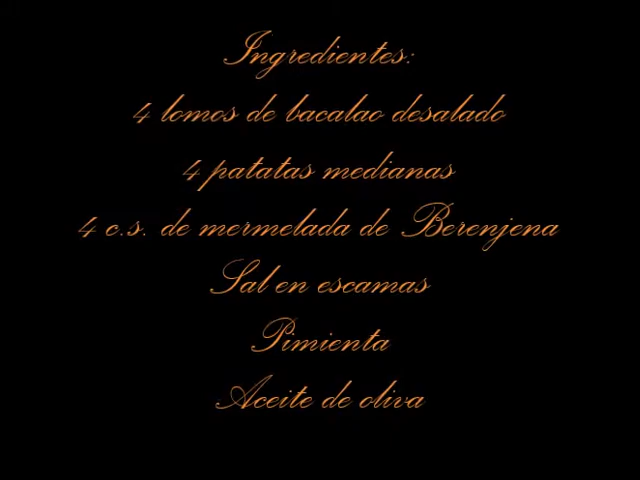 Ingredientes:
4 lomos de bacalao desalado
4 patatas medianas
4 c.s. de mermelada de Berenjena
Sal en escamas
Pimienta
Aceite de oliva